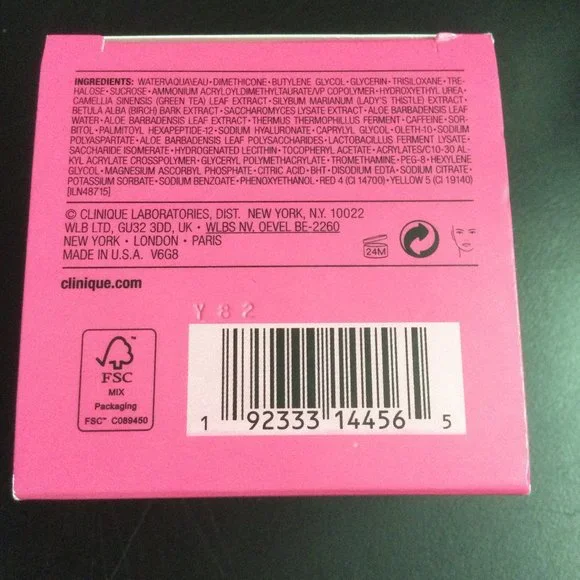 INGREDIENTS: WATER\AQUA\EAU • DIMETHICONE • BUTYLENE GLYCOL • GLYCERIN • TRISILOXANE • TRE-
HALOSE • SUCROSE • AMMONIUM ACRYLOYLDIMETHYLTAURATE/VP COPOLYMER • HYDROXYETHYL UREA •
CAMELLIA SINENSIS (GREEN TEA) LEAF EXTRACT • SILYBUM MARIANUM (LADY'S THISTLE) EXTRACT •
BETULA ALBA (BIRCH) BARK EXTRACT • SACCHAROMYCES LYSATE EXTRACT • ALOE BARBADENSIS LEAF
WATER • ALOE BARBADENSIS LEAF EXTRACT • THERMUS THERMOPHILLUS FERMENT • CAFFEINE • SOR-
BITOL • PALMITOYL HEXAPEPTIDE-12 • SODIUM HYALURONATE • CAPRYLYL GLYCOL • OLETH-10 • SODIUM
POLYASPARTATE • ALOE BARBADENSIS LEAF POLYSACCHARIDES • LACTOBACILLUS FERMENT LYSATE •
SACCHARIDE ISOMERATE • HYDROGENATED LECITHIN • TOCOPHERYL ACETATE • ACRYLATES/C10-30 AL-
KYL ACRYLATE CROSSPOLYMER • GLYCERYL POLYMETHACRYLATE • TROMETHAMINE • PEG-8 • HEXYLENE
GLYCOL • MAGNESIUM ASCORBYL PHOSPHATE • CITRIC ACID • BHT • DISODIUM EDTA • SODIUM CITRATE •
POTASSIUM SORBATE • SODIUM BENZOATE • PHENOXYETHANOL • RED 4 (CI 14700) • YELLOW 5 (CI 19140)
[ILN48715]
© CLINIQUE LABORATORIES, DIST. NEW YORK, N.Y. 10022
WLB LTD, GU32 3DD, UK • WLBS NV. OEVEL BE-2260
NEW YORK • LONDON • PARIS
MADE IN U.S.A. V6G8
24M
clinique.com
Y82
FSC
MIX
Packaging
FSC™ C089450
1 92333 14456 5